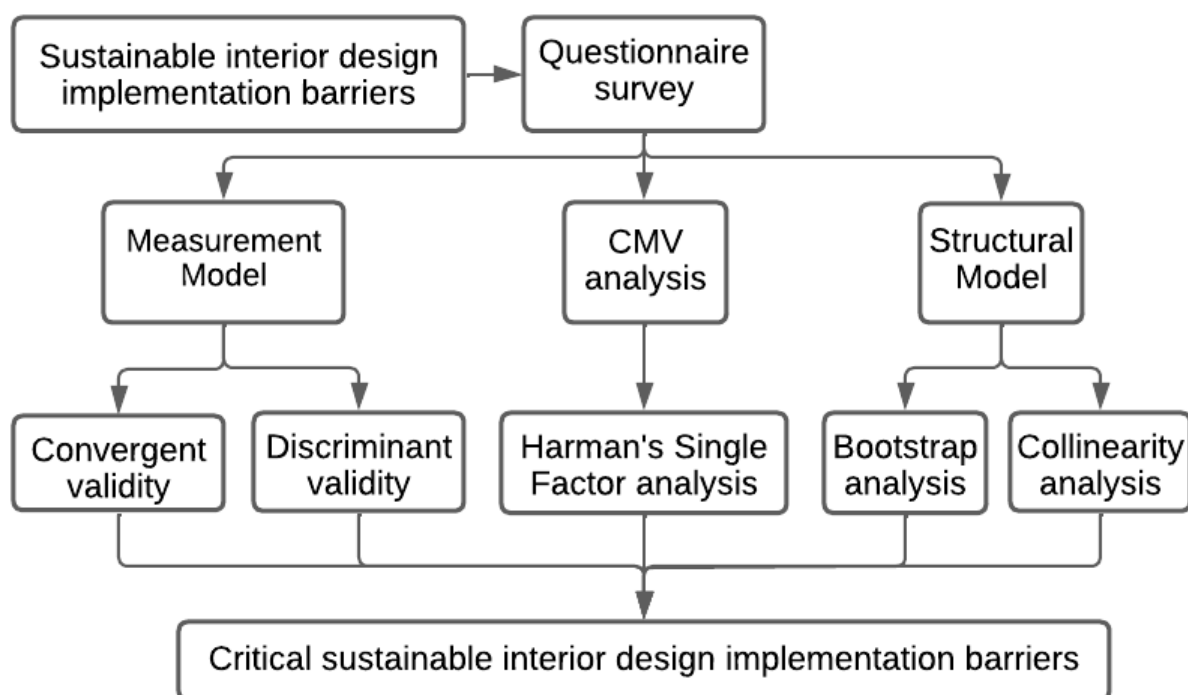 Sustainable interior design
implementation barriers
Questionnaire
survey
Measurement
Model
CMV
analysis
Structural
Model
Convergent
validity
Discriminant
validity
Harman's Single
Factor analysis
Bootstrap
analysis
Collinearity
analysis
Critical sustainable interior design implementation barriers